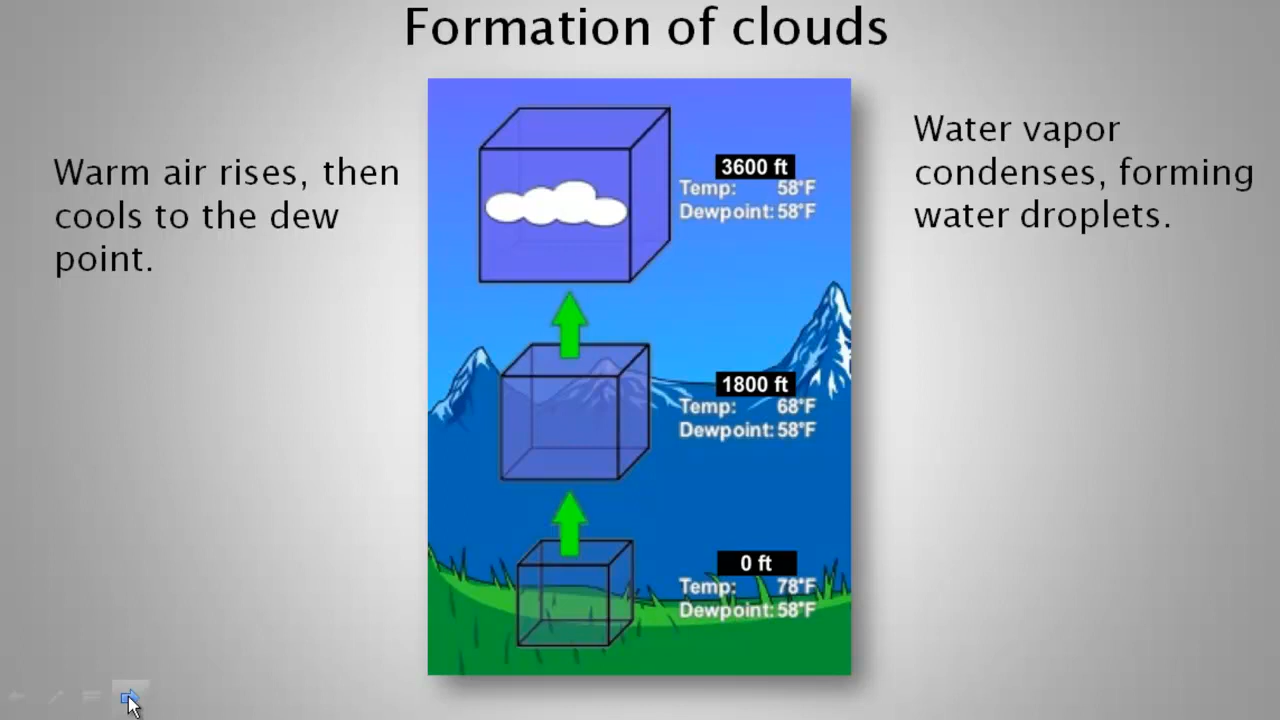 Formation of clouds
Warm air rises, then
cools to the dew
point.
3600 ft
Temp: 58°F
Dewpoint: 58°F
1800 ft
Temp: 68°F
Dewpoint: 58°F
0 ft
Temp: 78°F
Dewpoint: 58°F
Water vapor
condenses, forming
water droplets.